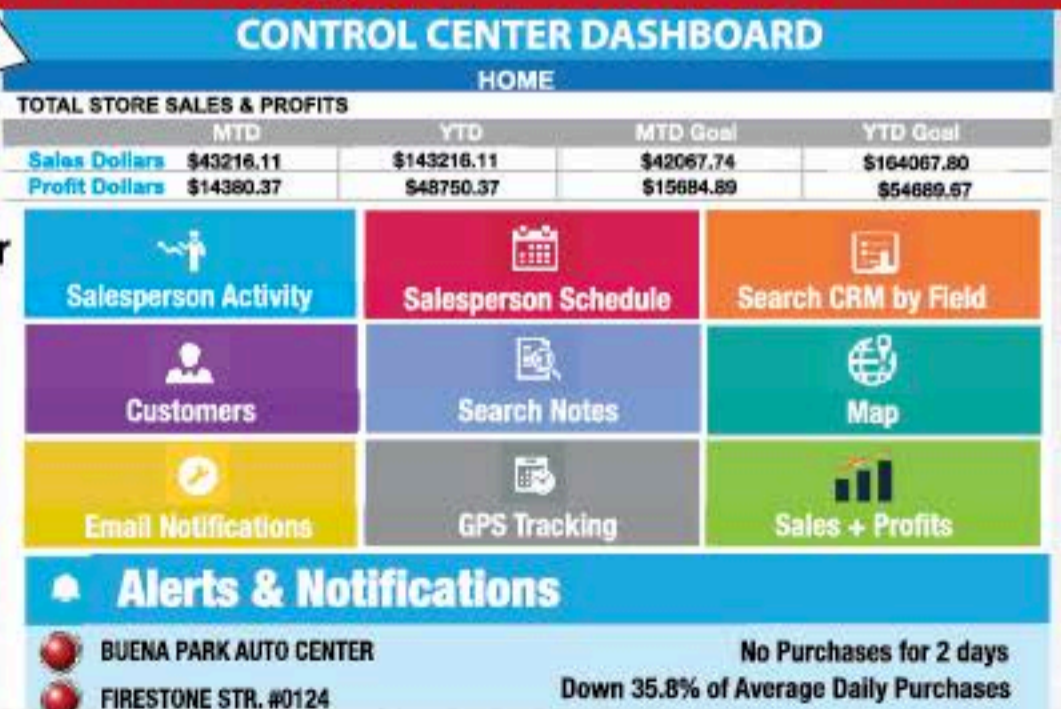 CONTROL CENTER DASHBOARD
HOME
TOTAL STORE SALES & PROFITS
MTD YTD MTD Goal YTD Goal
Sales Dollars $43216.11 $143216.11 $42067.74 $164067.80
Profit Dollars $14380.37 $48750.37 $15684.89 $54689.67
r
Salesperson Activity Salesperson Schedule Search CRM by Field
Customers Search Notes Map
Email Notifications GPS Tracking Sales + Profits
Alerts & Notifications
BUENA PARK AUTO CENTER No Purchases for 2 days
FIRESTONE STR. #0124 Down 35.8% of Average Daily Purchases